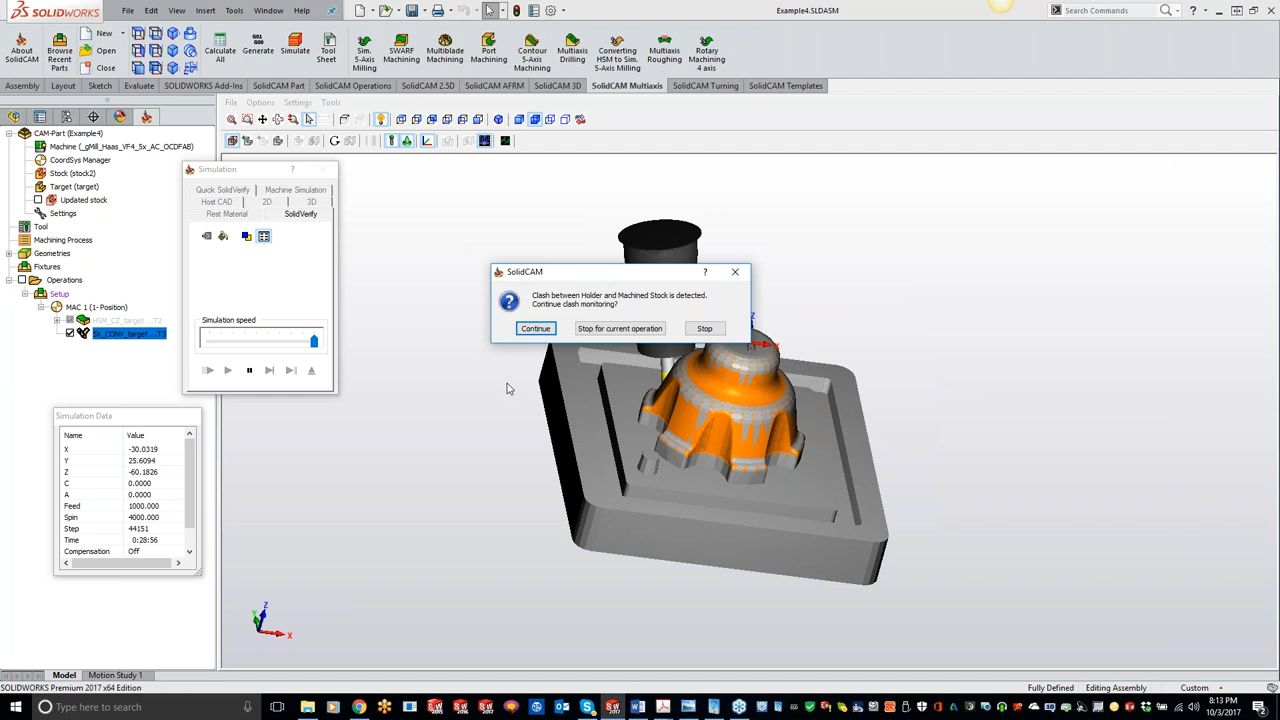 SOLIDWORKS
File Edit View Insert Tools Window Help
Example4.SLDASM
Search Commands
About SolidCAM
Browse Recent Parts
New
Open
Close
Calculate All
Generate
Simulate
Tool Sheet
Sim. 5-Axis Milling
SWARF Machining
Multiblade Machining
Port Machining
Contour 5-Axis Machining
Multiaxis Drilling
Converting HSM to Sim. 5-Axis Milling
Multiaxis Roughing
Rotary Machining 4 axis
Assembly Layout Sketch Evaluate SOLIDWORKS Add-Ins SolidCAM Part SolidCAM Operations SolidCAM 2.5D SolidCAM AFRM SolidCAM 3D SolidCAM Multiaxis SolidCAM Turning SolidCAM Templates
File Options Settings Tools
CAM-Part (Example4)
Machine (_gMill_Haas_VF4_5x_AC_OCDFAB)
CoordSys Manager
Stock (stock2)
Target (target)
Updated stock
Settings
Tool
Machining Process
Geometries
Fixtures
Operations
Setup
MAC 1 (1- Position)
HSM_CZ_target ...T2
5X_CONV_target ...T3
Simulation ?
Quick SolidVerify Machine Simulation
Host CAD 2D 3D
Rest Material SolidVerify
Simulation speed
Simulation Data
Name Value
X -30.0319
Y 25.6094
Z -60.1826
C 0.0000
A 0.0000
Feed 1000.000
Spin 4000.000
Step 44151
Time 0:28:56
Compensation Off
SolidCAM ?
Clash between Holder and Machined Stock is detected.
Continue clash monitoring?
Continue Stop for current operation Stop
Z
X
Z
Y
X
Model Motion Study 1
SOLIDWORKS Premium 2017 x64 Edition
Fully Defined Editing Assembly Custom
Type here to search
8:13 PM
10/3/2017